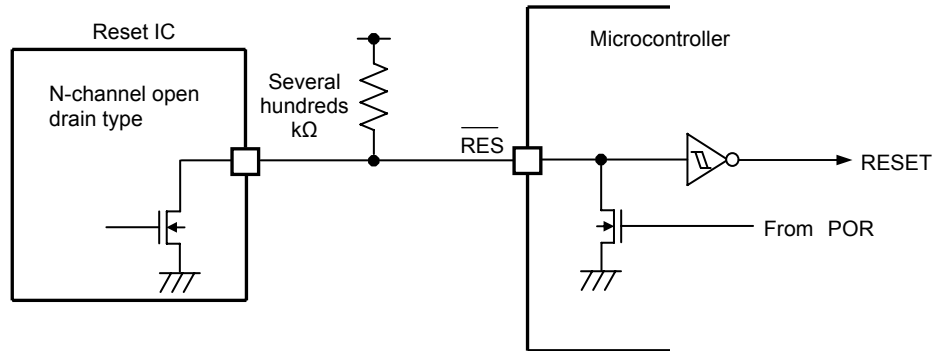 Reset IC
N-channel open
drain type
Several
hundreds
kΩ
RES
Microcontroller
RESET
From POR